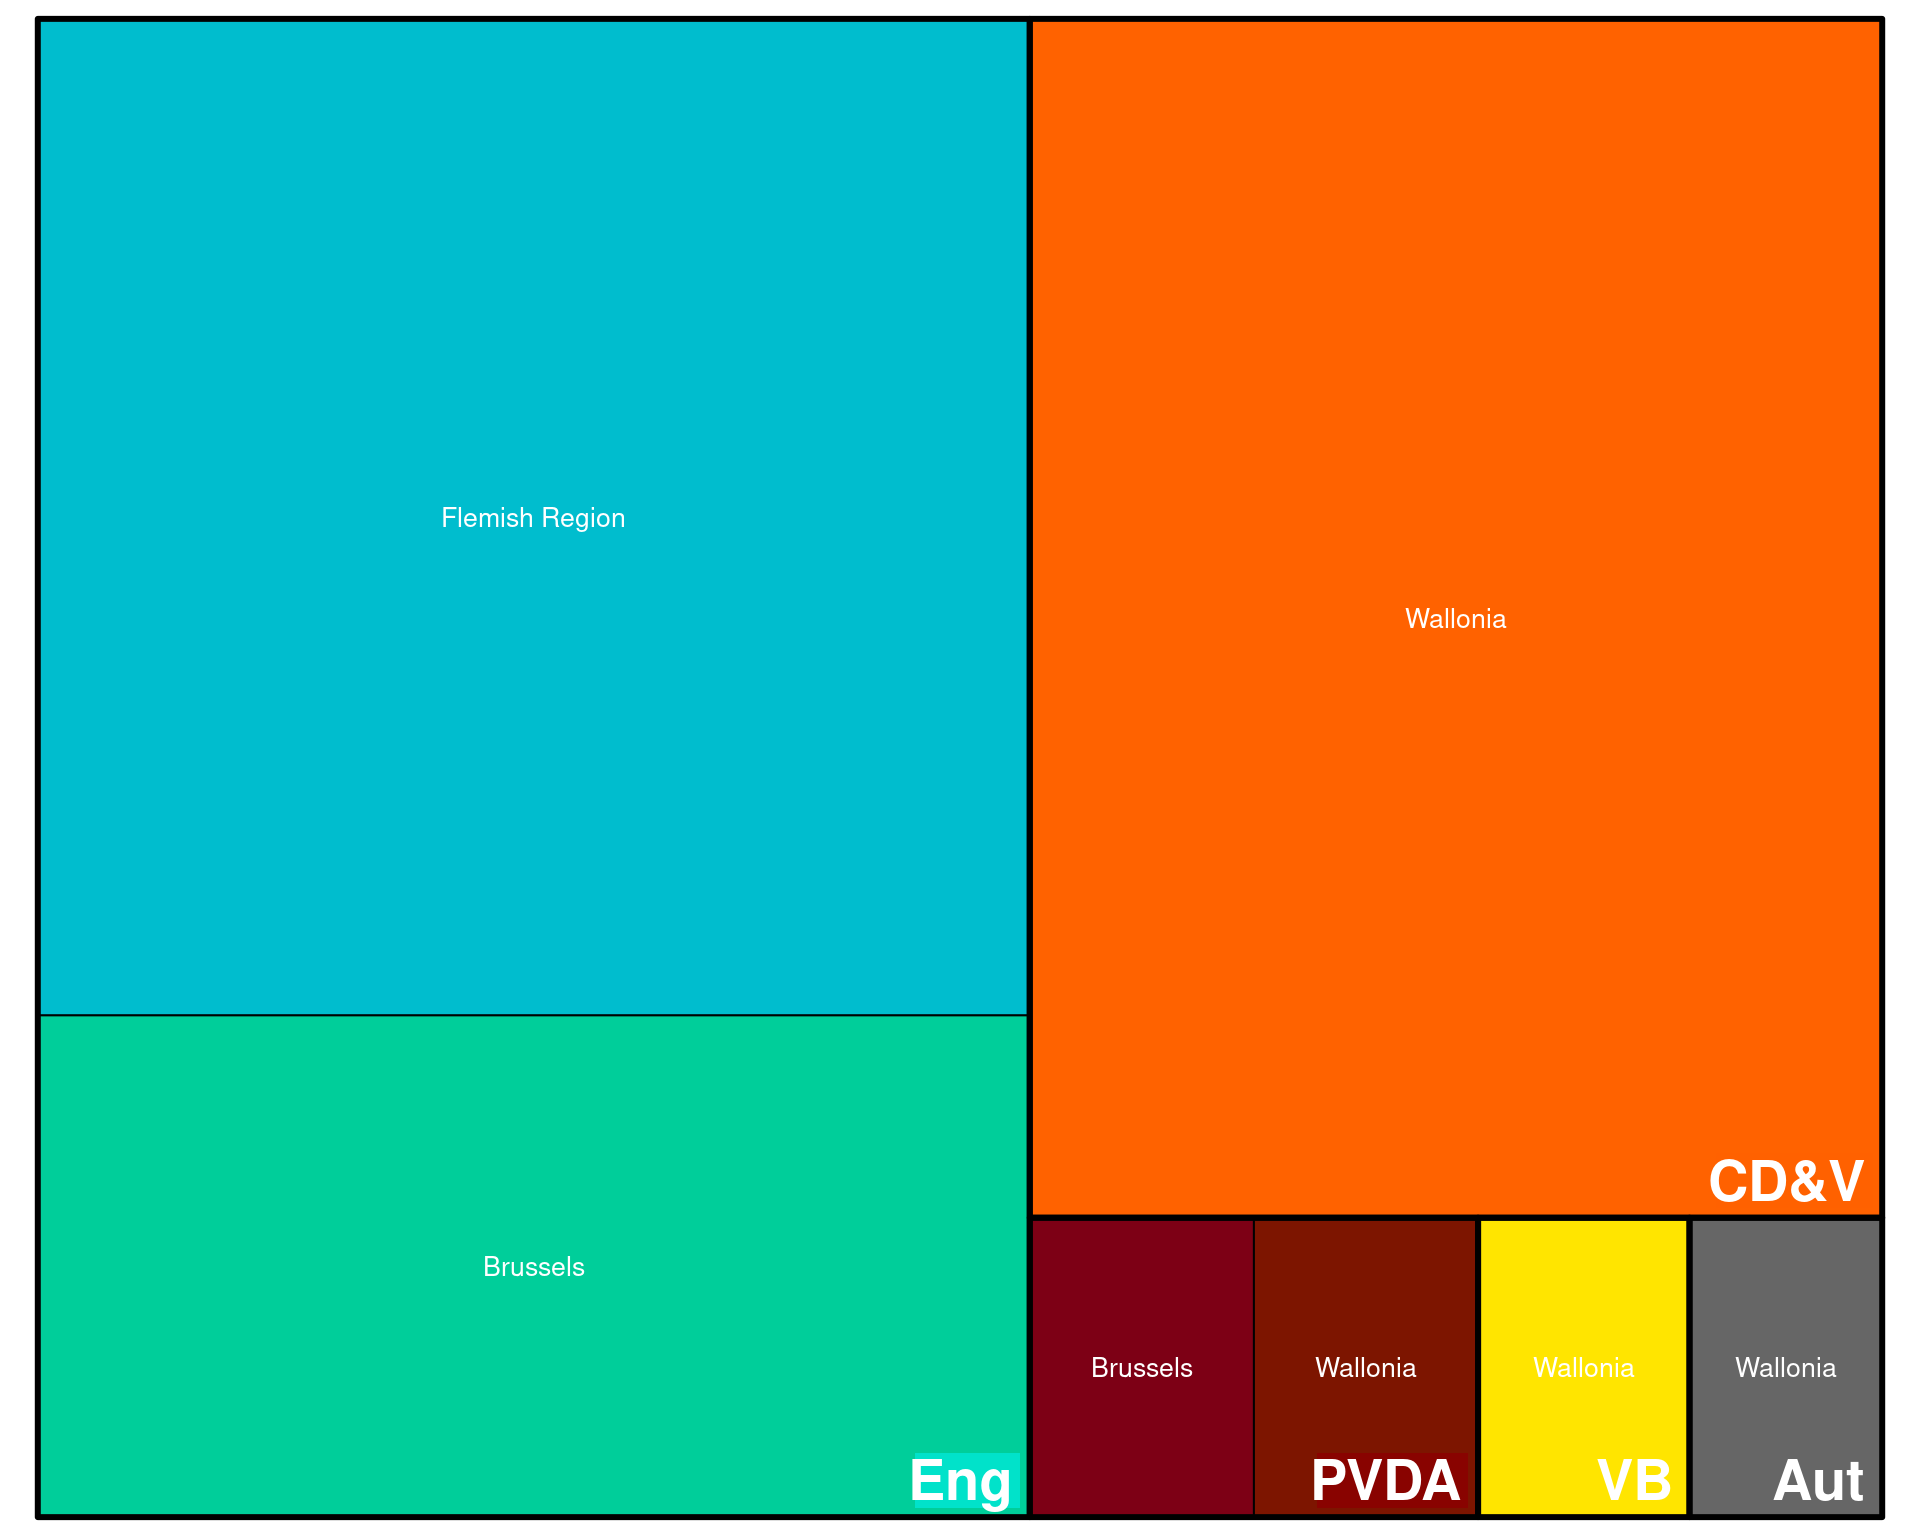 Flemish Region
Wallonia
CD&V
Brussels
Eng
Brussels
Wallonia
PVDA
Wallonia
VB
Wallonia
Aut